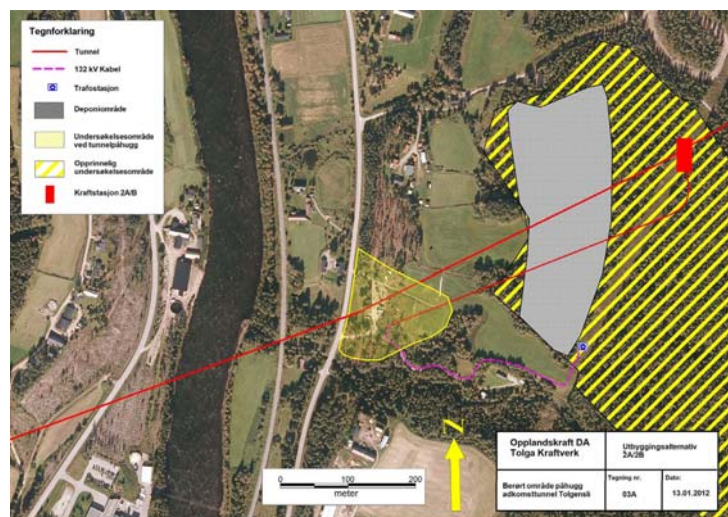 Tegnforklaring
Tunnel
132 kV Kabel
Trafostasjon
Deponiområde
Undersøkelsesområde
ved tunnelpåhugg
Opprinnelig
undersøkelsesområde
Kraftstasjon 2A/B
0 100 200
meter
Opplandskraft DA
Tolga Kraftverk
Utbyggingsalternativ
2A/2B
Berørt område påhugg
adkomsttunnel Tolgensli
Tegning nr.
03A
Dato:
13.01.2012